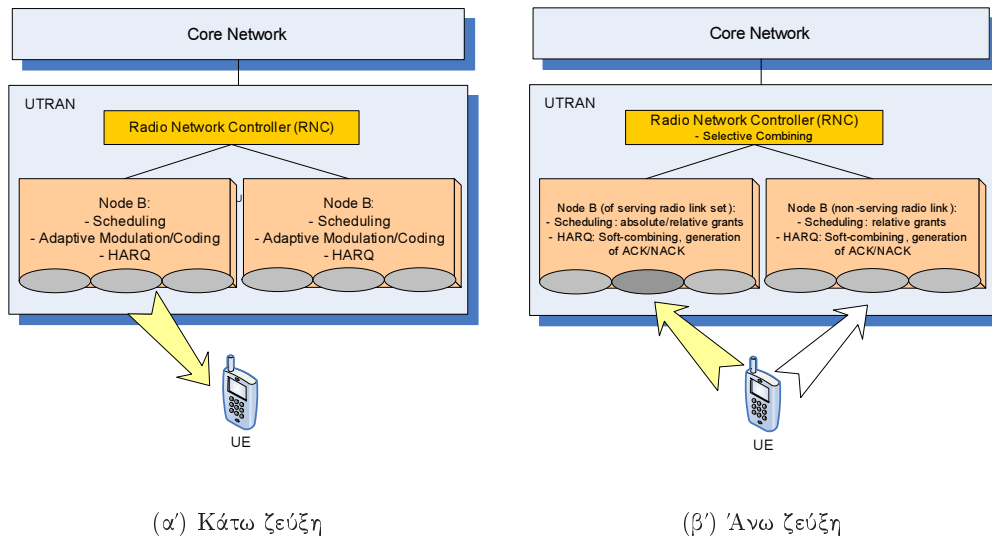 Core Network
UTRAN
Radio Network Controller (RNC)
Node B:
- Scheduling
- Adaptive Modulation/Coding
- HARQ
U
Node B:
- Scheduling
- Adaptive Modulation/Coding
- HARQ
UE
(α΄) Κάτω ζεύξη
Core Network
UTRAN
Radio Network Controller (RNC)
- Selective Combining
Node B (of serving radio link set):
- Scheduling: absolute/relative grants
- HARQ: Soft-combining, generation
of ACK/NACK
Node B (non-serving radio link):
- Scheduling: relative grants
- HARQ: Soft-combining, generation
of ACK/NACK
UE
(β΄) Άνω ζεύξη